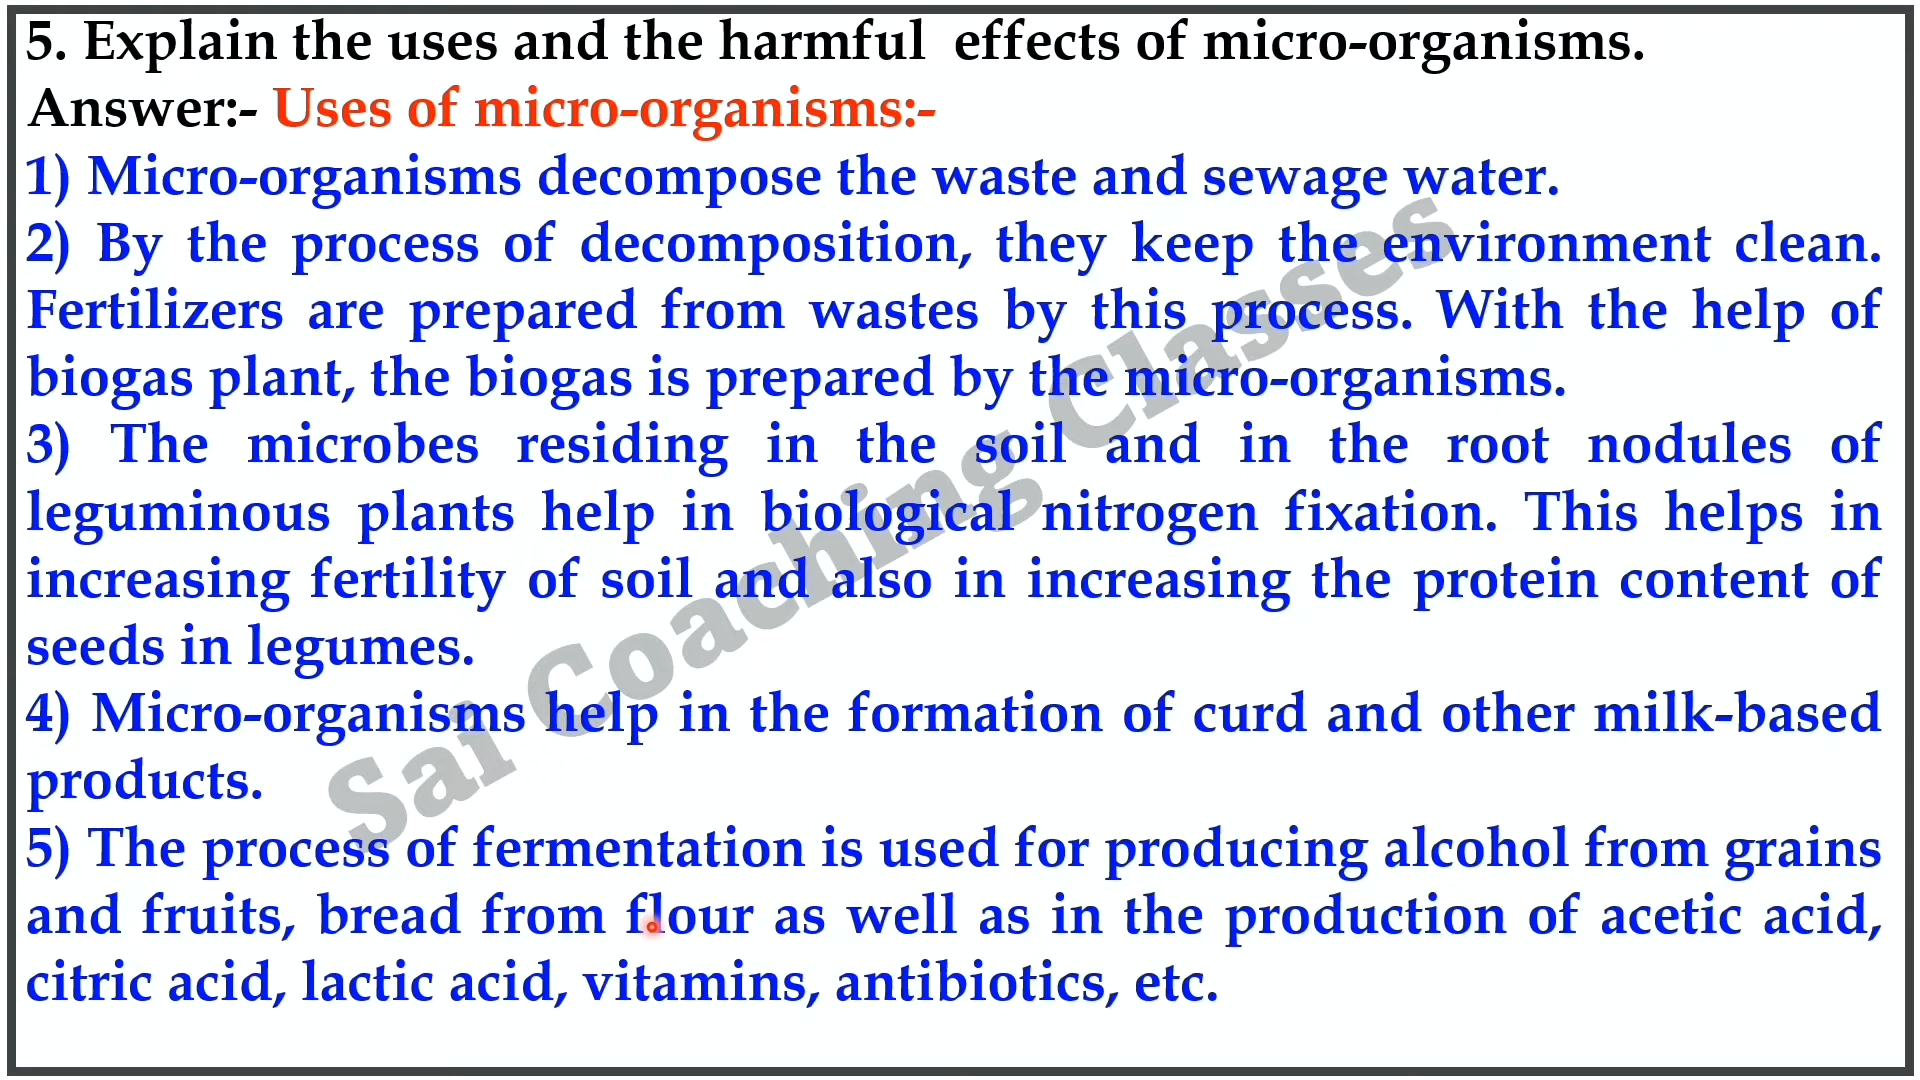 5. Explain the uses and the harmful effects of micro-organisms.
Answer:- Uses of micro-organisms:-
1) Micro-organisms decompose the waste and sewage water.
2) By the process of decomposition, they keep the environment clean.
Fertilizers are prepared from wastes by this process. With the help of
biogas plant, the biogas is prepared by the micro-organisms.
3) The microbes residing in the soil and in the root nodules of
leguminous plants help in biological nitrogen fixation. This helps in
increasing fertility of soil and also in increasing the protein content of
seeds in legumes.
4) Micro-organisms help in the formation of curd and other milk-based
products.
5) The process of fermentation is used for producing alcohol from grains
and fruits, bread from flour as well as in the production of acetic acid,
citric acid, lactic acid, vitamins, antibiotics, etc.
Sai Coaching Classes